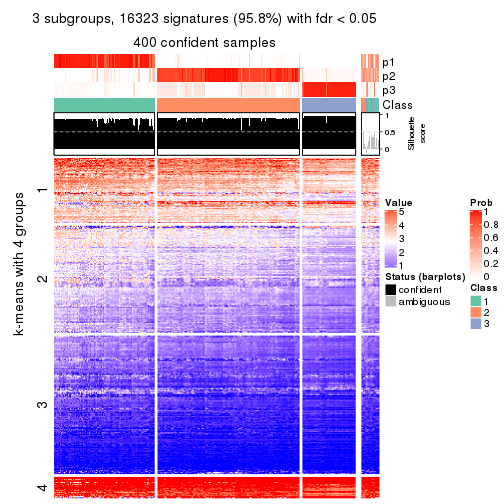 3 subgroups, 16323 signatures (95.8%) with fdr < 0.05
400 confident samples
p1
p2
p3
Class
1
0.5
0
Silhouette
score
k-means with 4 groups
1
2
3
4
Value
5
4
3
2
1
Status (barplots)
confident
ambiguous
Prob
1
0.8
0.6
0.4
0.2
0
Class
1
2
3